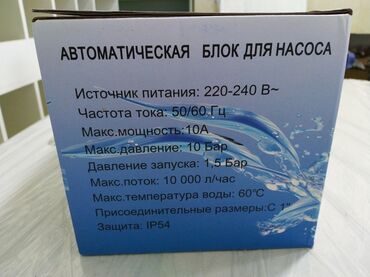 АВТОМАТИЧЕСКАЯ БЛОК ДЛЯ НАСОСА
Источник питания: 220-240 В~
Частота тока: 50/60 Гц
Макс.мощность:10А
Макс.давление: 10 Бар
Давление запуска: 1,5 Бар
Макс.поток: 10 000 л/час
Макс.температура воды: 60°С
Присоединительные размеры:С 1"
Защита: IP54